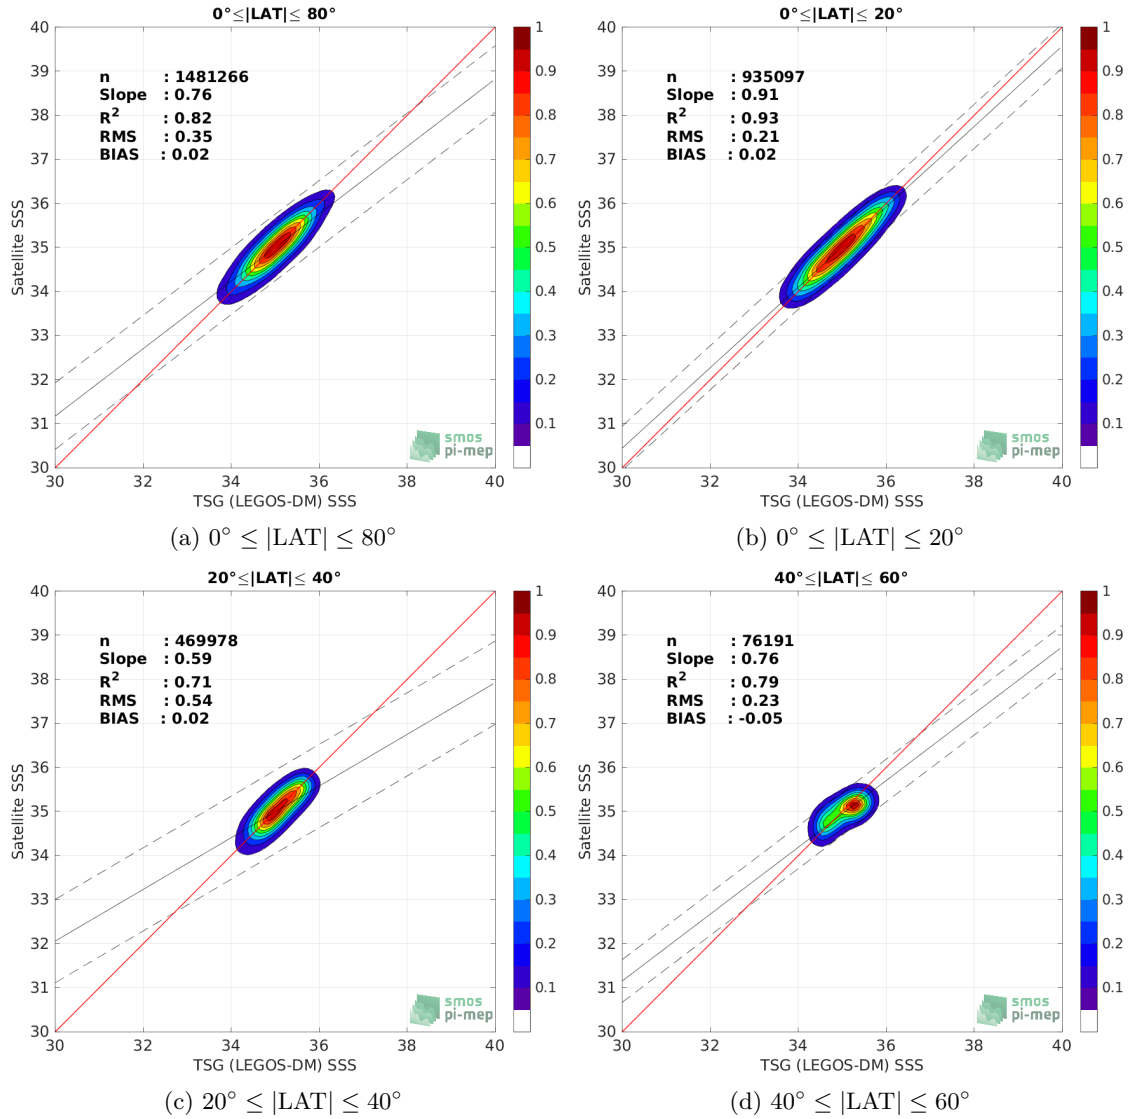 0°≤|LAT|≤ 80°
n : 1481266
Slope : 0.76
R² : 0.82
RMS : 0.35
BIAS : 0.02
40
39
38
37
36
35
34
33
32
31
30
Satellite SSS
30 32 34 36 38 40
TSG (LEGOS-DM) SSS
smos
pi-mep
1
0.9
0.8
0.7
0.6
0.5
0.4
0.3
0.2
0.1
(a) 0° ≤ |LAT| ≤ 80°
0°≤|LAT|≤ 20°
n : 935097
Slope : 0.91
R² : 0.93
RMS : 0.21
BIAS : 0.02
40
39
38
37
36
35
34
33
32
31
30
Satellite SSS
30 32 34 36 38 40
TSG (LEGOS-DM) SSS
smos
pi-mep
1
0.9
0.8
0.7
0.6
0.5
0.4
0.3
0.2
0.1
(b) 0° ≤ |LAT| ≤ 20°
20°≤|LAT|≤ 40°
n : 469978
Slope : 0.59
R² : 0.71
RMS : 0.54
BIAS : 0.02
40
39
38
37
36
35
34
33
32
31
30
Satellite SSS
30 32 34 36 38 40
TSG (LEGOS-DM) SSS
smos
pi-mep
1
0.9
0.8
0.7
0.6
0.5
0.4
0.3
0.2
0.1
(c) 20° ≤ |LAT| ≤ 40°
40°≤|LAT|≤ 60°
n : 76191
Slope : 0.76
R² : 0.79
RMS : 0.23
BIAS : -0.05
40
39
38
37
36
35
34
33
32
31
30
Satellite SSS
30 32 34 36 38 40
TSG (LEGOS-DM) SSS
smos
pi-mep
1
0.9
0.8
0.7
0.6
0.5
0.4
0.3
0.2
0.1
(d) 40° ≤ |LAT| ≤ 60°